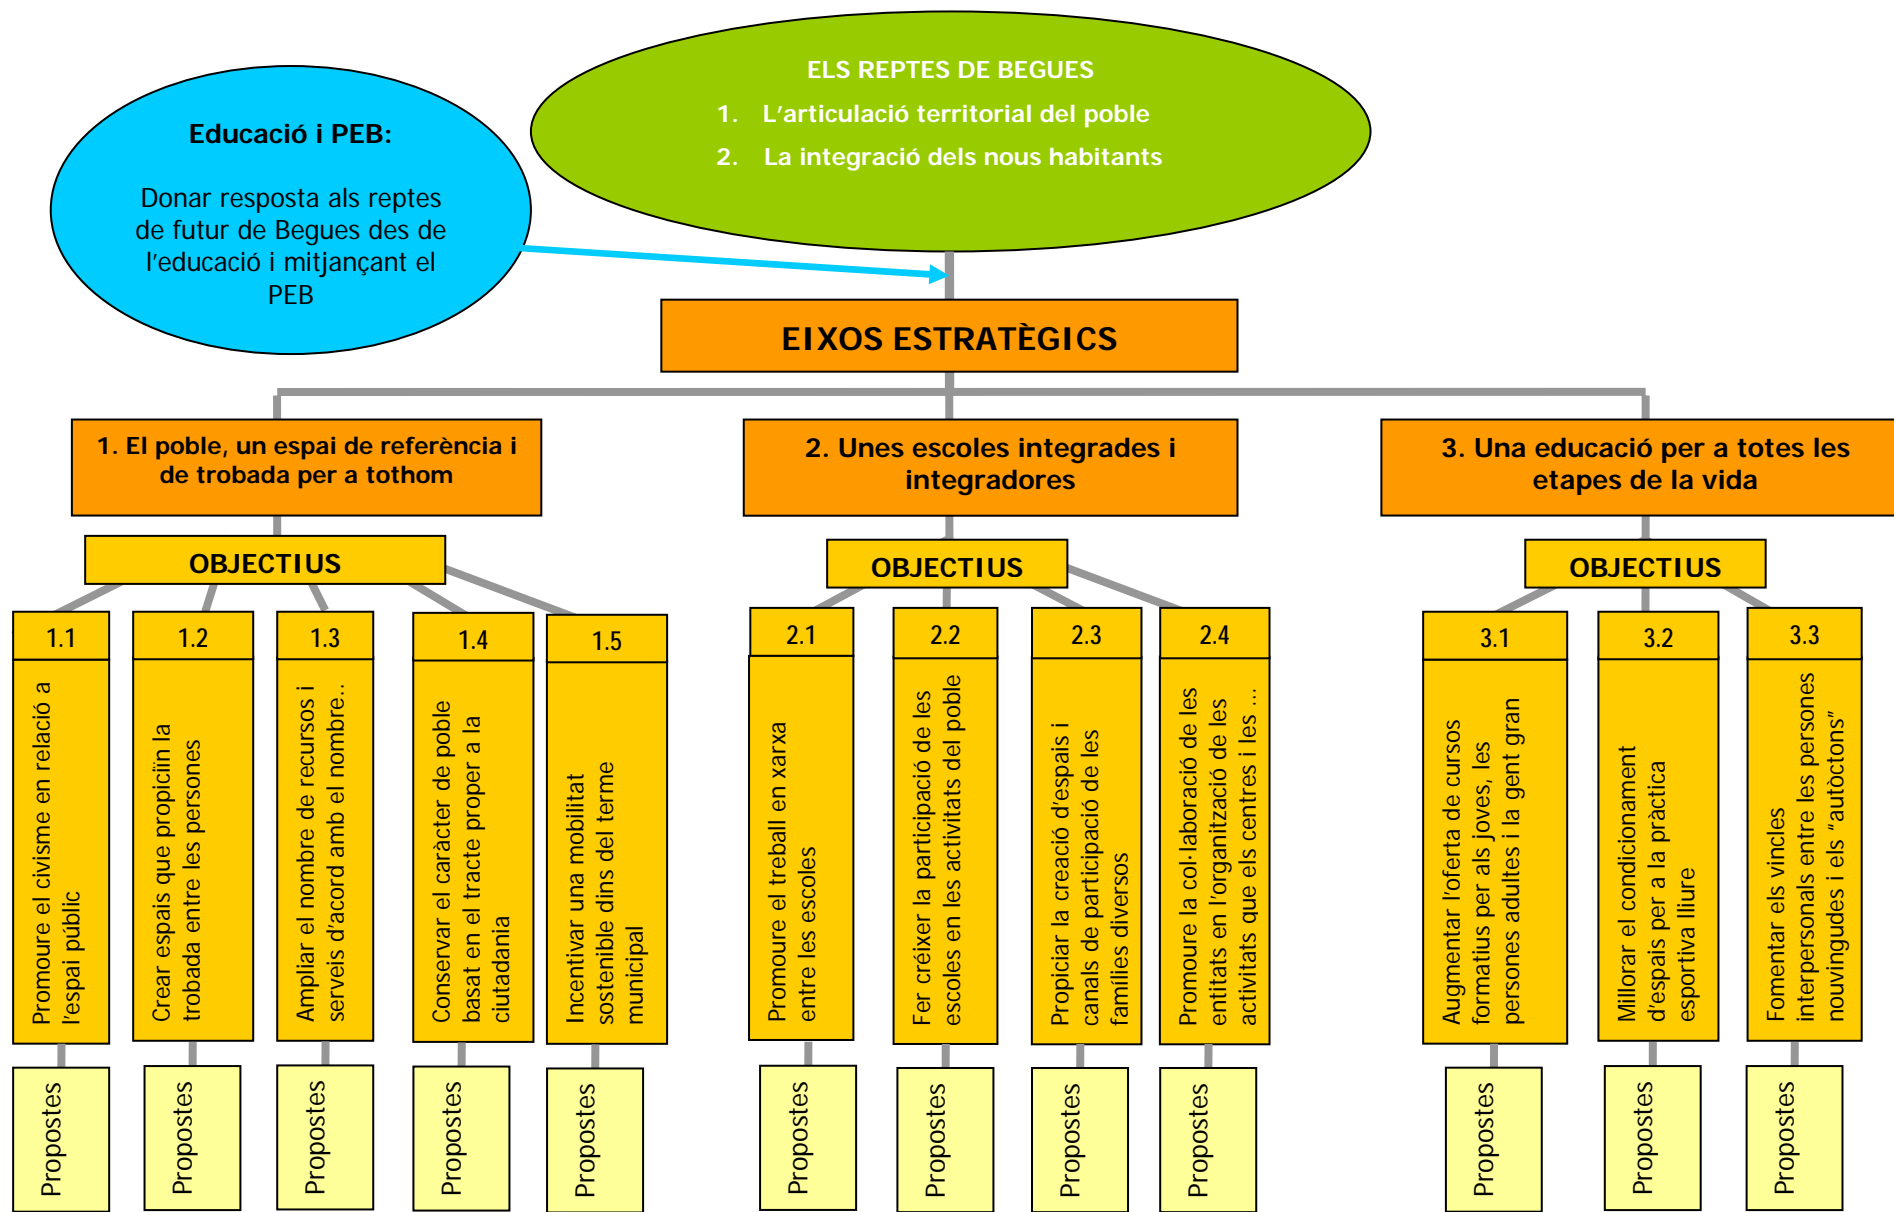 ELS REPTES DE BEGUES
1. L'articulació territorial del poble
2. La integració dels nous habitants
Educació i PEB:
Donar resposta als reptes
de futur de Begues des de
l'educació i mitjançant el
PEB
EIXOS ESTRATÈGICS
1. El poble, un espai de referència i
de trobada per a tothom
2. Unes escoles integrades i
integradores
3. Una educació per a totes les
etapes de la vida
OBJECTIUS
OBJECTIUS
OBJECTIUS
1.1
Promoure el civisme en relació a
l'espai públic
1.2
Crear espais que propiciïn la
trobada entre les persones
1.3
Ampliar el nombre de recursos i
serveis d'acord amb el nombre..
1.4
Conservar el caràcter de poble
basat en el tracte proper a la
ciutadania
1.5
Incentivar una mobilitat
sostenible dins del terme
municipal
2.1
Promoure el treball en xarxa
entre les escoles
2.2
Fer créixer la participació de les
escoles en les activitats del poble
2.3
Propiciar la creació d'espais i
canals de participació de les
famílies diversos
2.4
Promoure la col·laboració de les
entitats en l'organització de les
activitats que els centres i les ...
3.1
Augmentar l'oferta de cursos
formatius per als joves, les
persones adultes i la gent gran
3.2
Millorar el condicionament
d'espais per a la pràctica
esportiva lliure
3.3
Fomentar els vincles
interpersonals entre les persones
nouvingudes i els "autòctons"
Propostes
Propostes
Propostes
Propostes
Propostes
Propostes
Propostes
Propostes
Propostes
Propostes
Propostes
Propostes